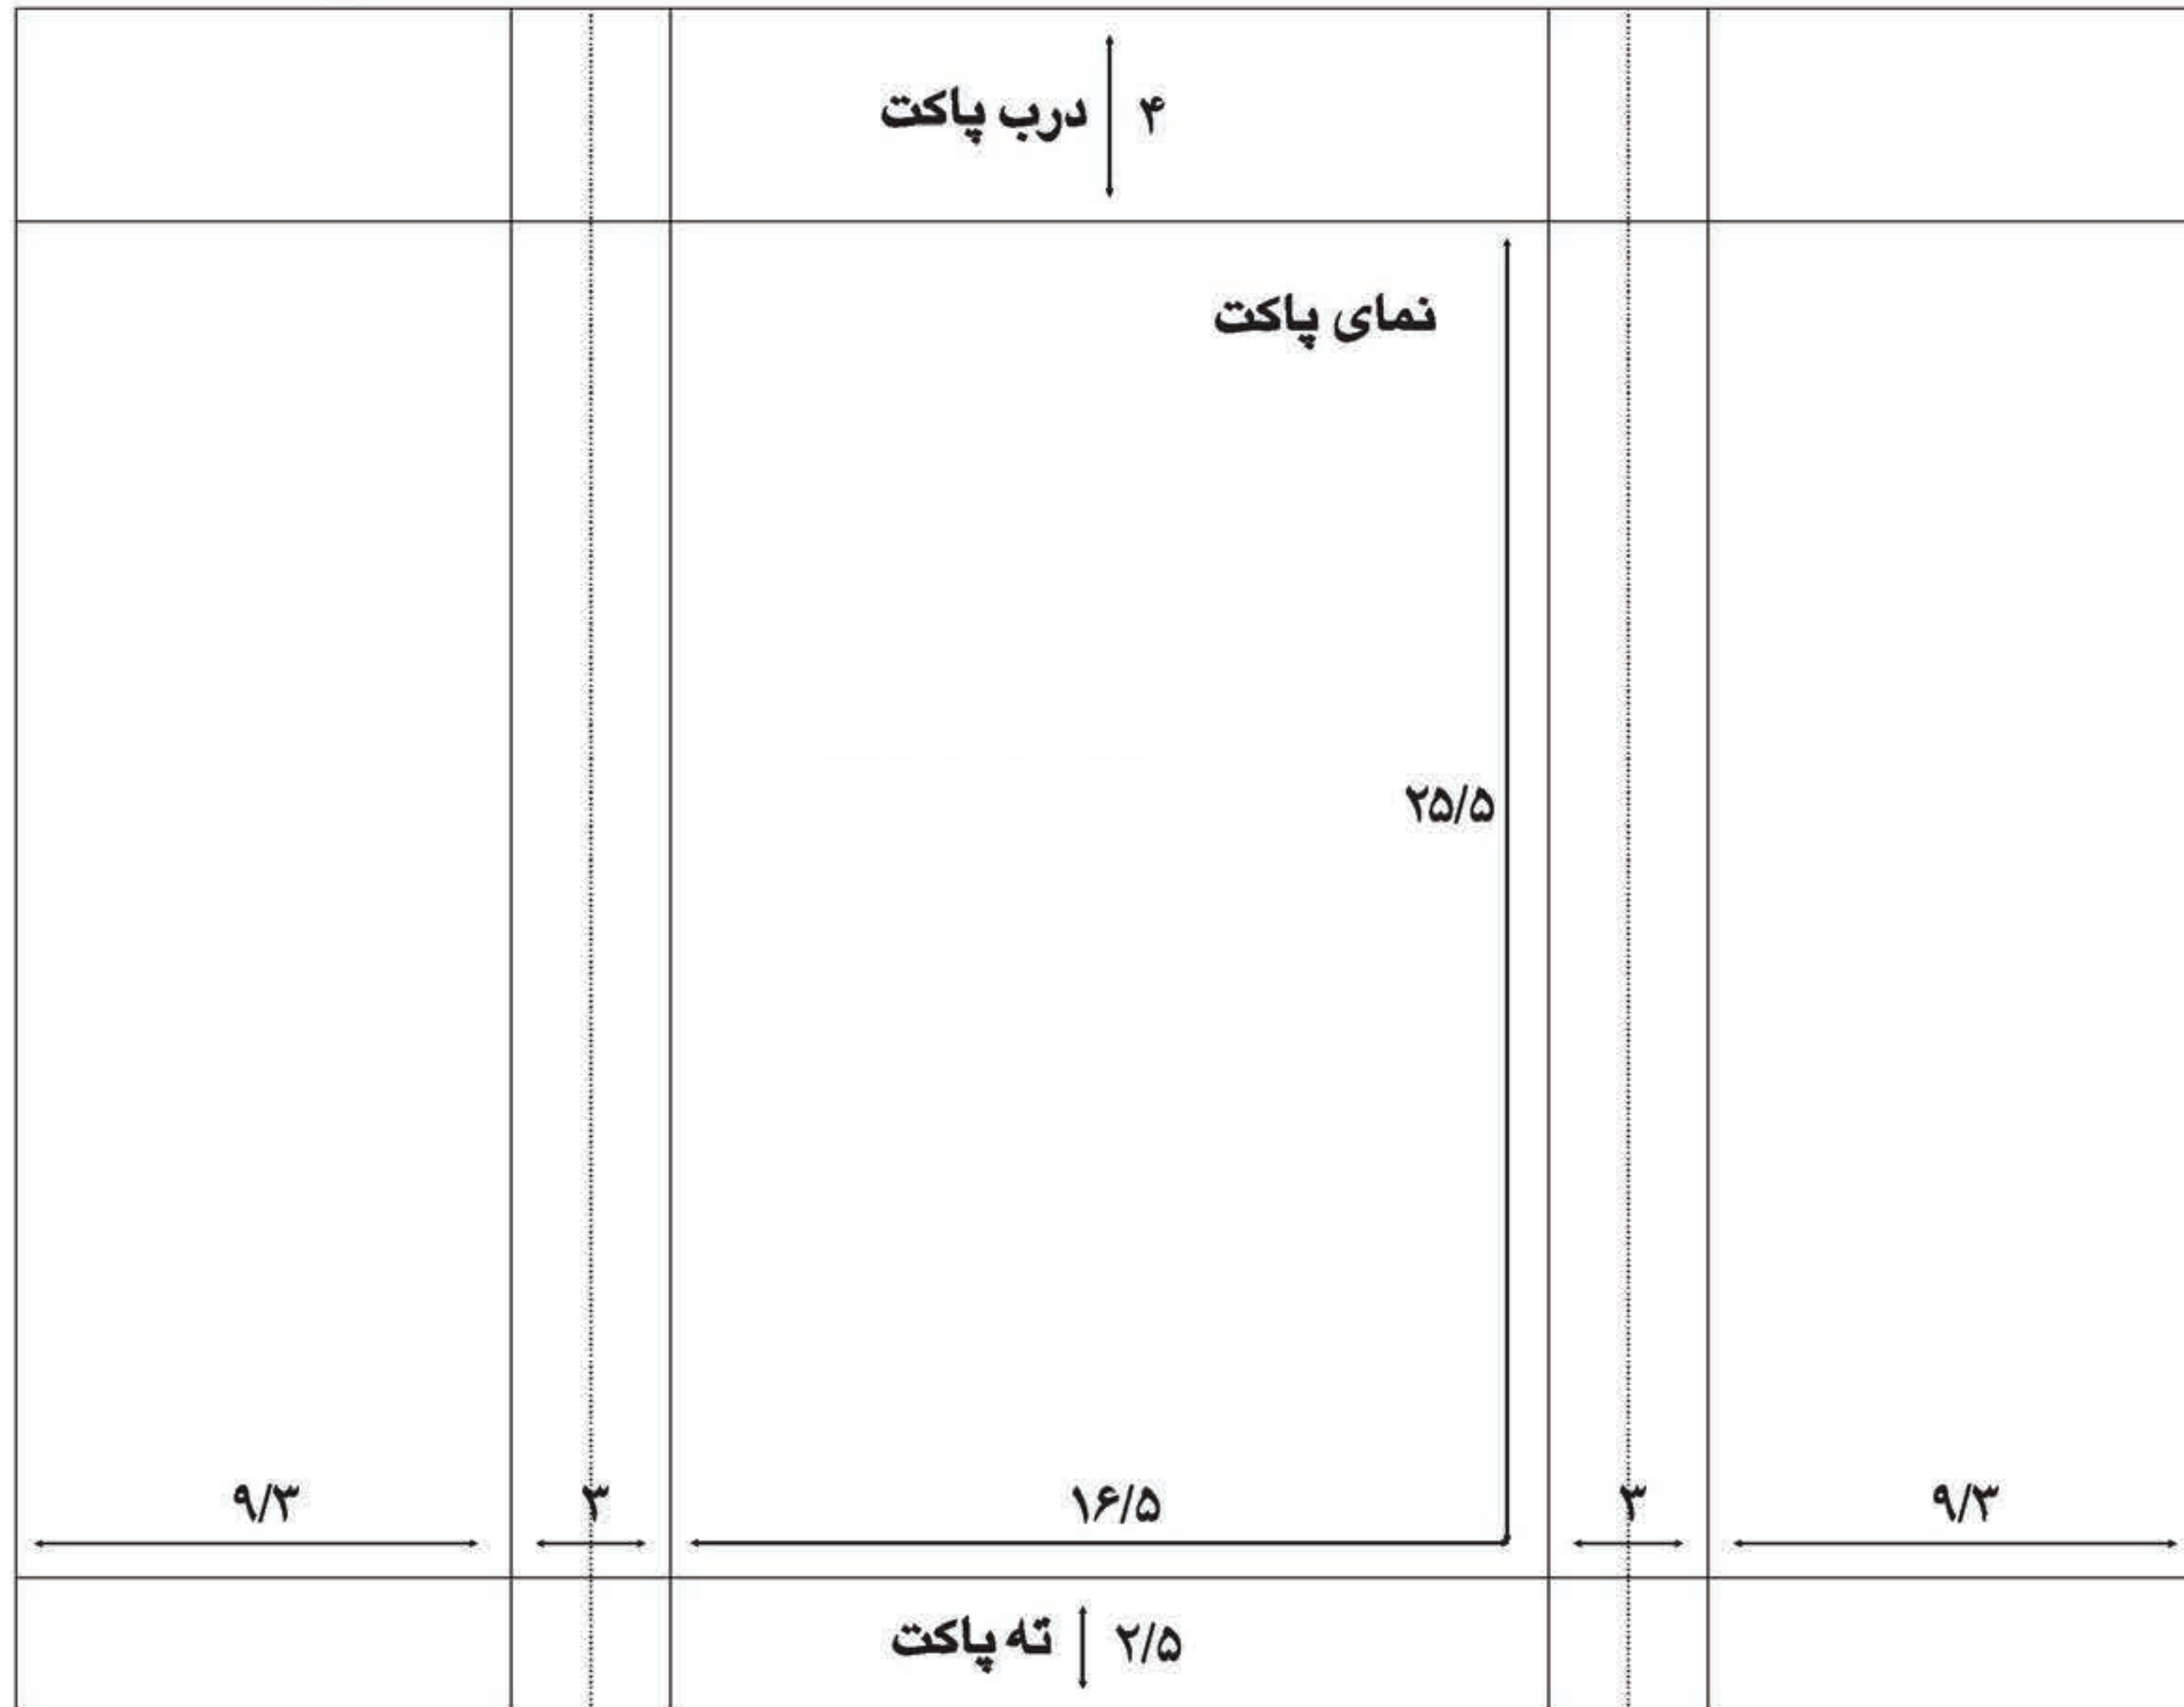 درب پاکت ۴
نمای پاکت
۲۵/۵
۹/۳
۳
۱۶/۵
۳
۹/۳
ته پاکت ۲/۵